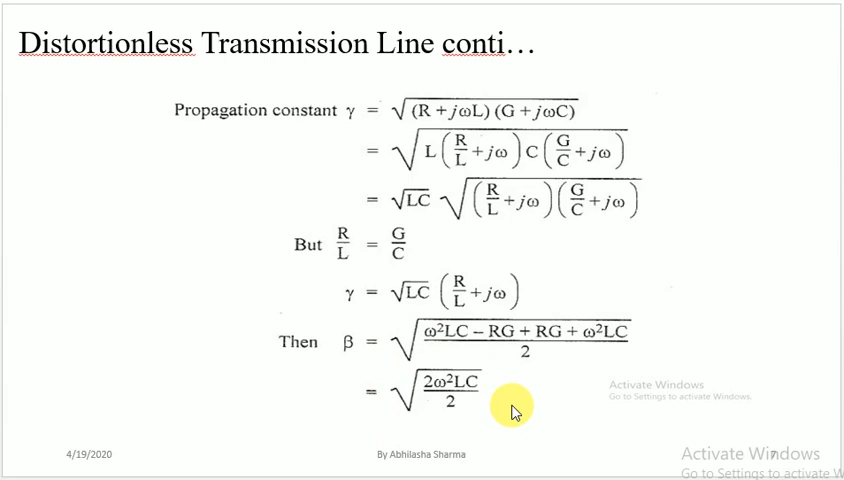 Distortionless Transmission Line conti…
Propagation constant γ = √(R + jωL) (G + jωC)
= √L (R/L + jω) C (G/C + jω)
= √LC √(R/L + jω) (G/C + jω)
But R/L = G/C
γ = √LC (R/L + jω)
Then β = √(ω²LC – RG + RG + ω²LC)/2
= √2ω²LC/2
Activate Windows
Go to Settings to activate Windows.
4/19/2020
By Abhilasha Sharma
7
Activate Windows
Go to Settings to activate W